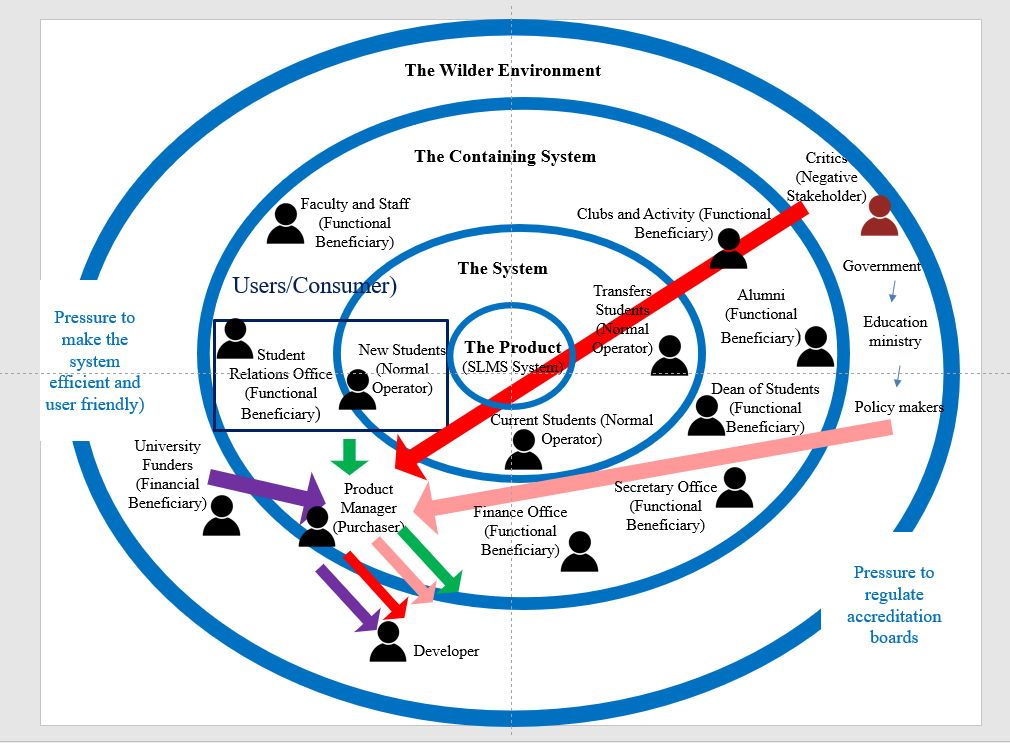 The Wilder Environment
The Containing System
Critics
(Negative
Stakeholder)
Faculty and Staff
(Functional
Beneficiary)
Clubs and Activity (Functional
Beneficiary)
The System
Government
Users/Consumer)
Transfers
Students
(Normal
Operator)
Alumni
(Functional
Beneficiary)
Education
ministry
Pressure to
make the
system
efficient and
user friendly)
Student
Relations Office
(Functional
Beneficiary)
New Students
(Normal
Operator)
The Product
(SLMS System)
Dean of Students
(Functional
Beneficiary)
Policy makers
Current Students (Normal
Operator)
University
Funders
(Financial
Beneficiary)
Product
Manager
(Purchaser)
Secretary Office
(Functional
Beneficiary)
Finance Office
(Functional
Beneficiary)
Pressure to
regulate
accreditation
boards
Developer